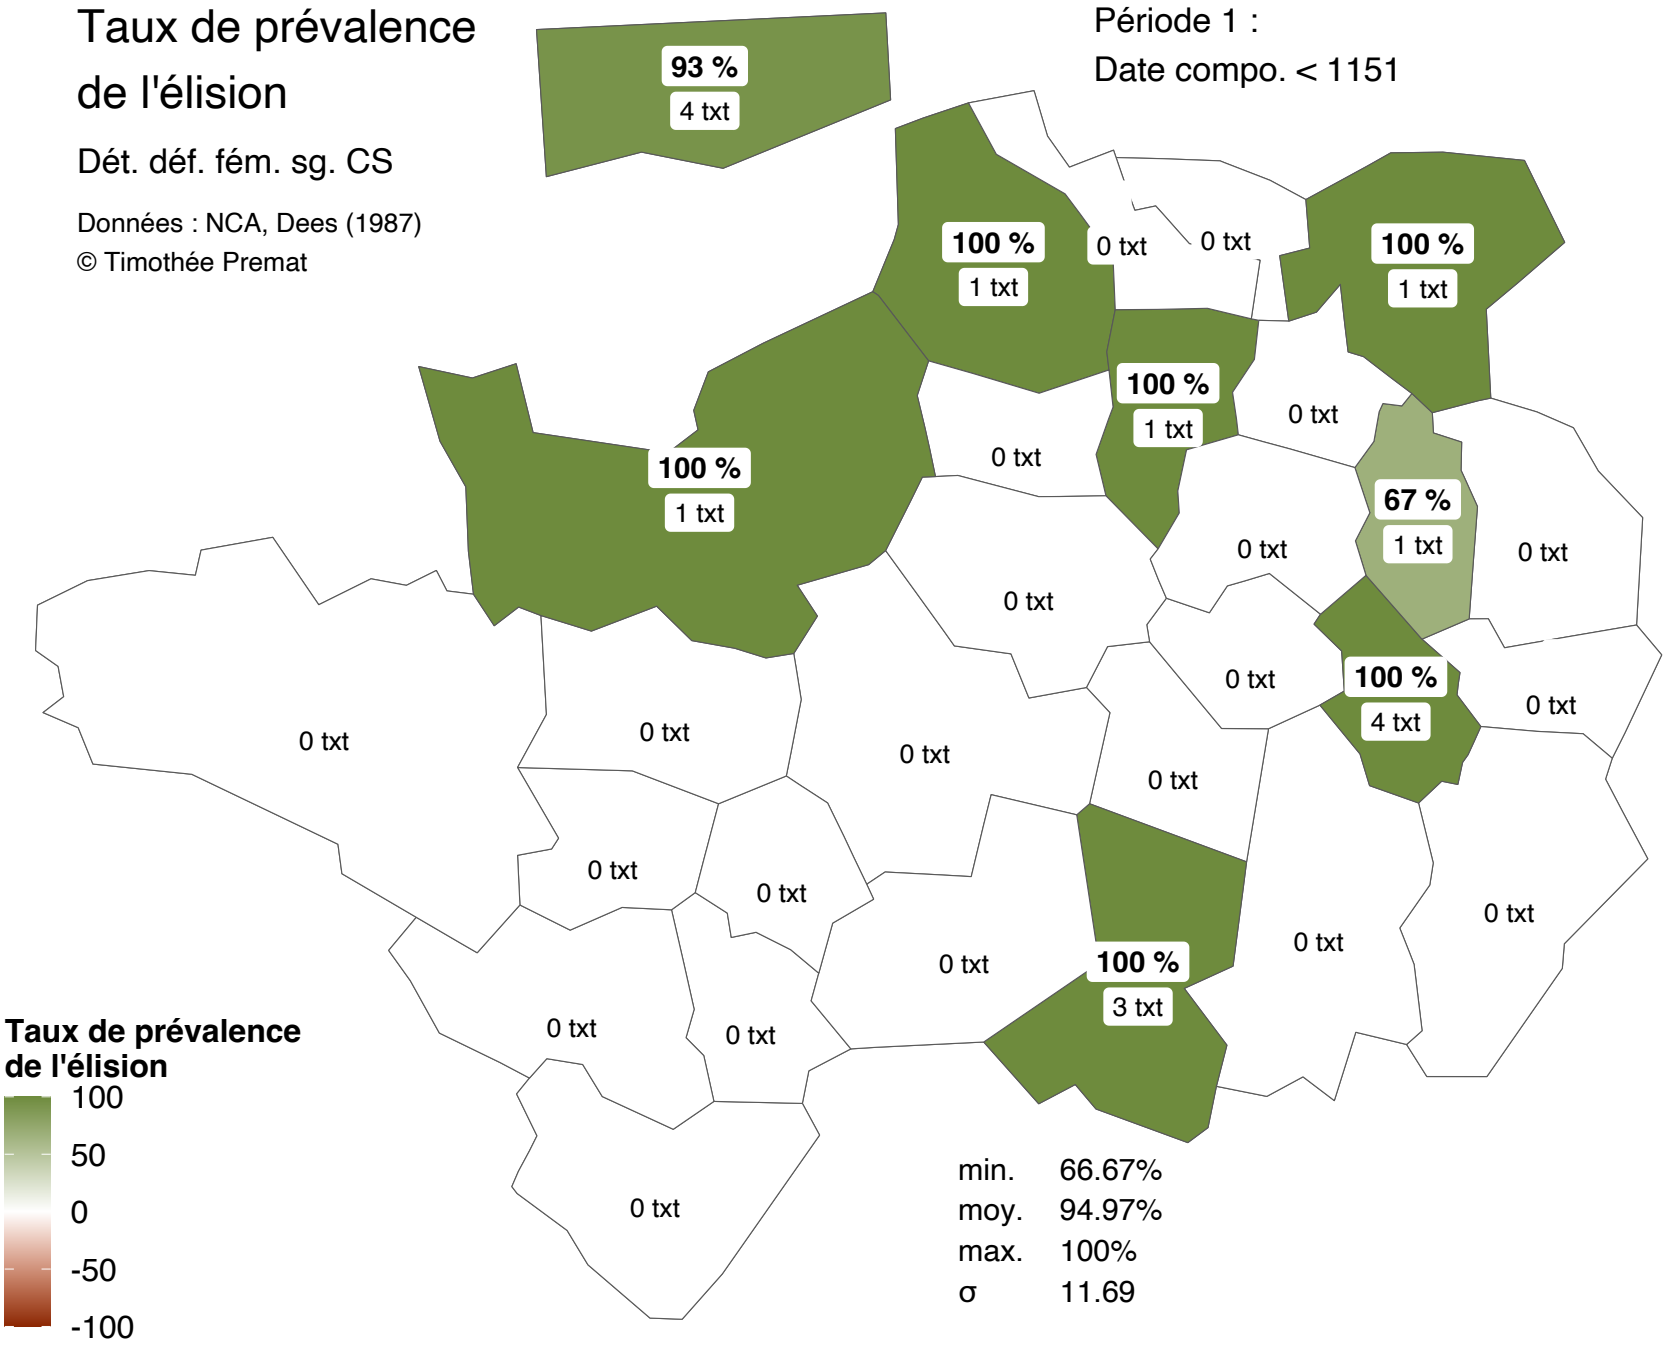 Taux de prévalence
de l'élision
Dét. déf. fém. sg. CS
Données : NCA, Dees (1987)
© Timothée Premat
Période 1 :
Date compo. < 1151
93 %
4 txt
100 %
1 txt
0 txt
0 txt
100 %
1 txt
100 %
1 txt
0 txt
0 txt
100 %
1 txt
67 %
1 txt
0 txt
0 txt
0 txt
0 txt
100 %
4 txt
0 txt
0 txt
0 txt
0 txt
0 txt
0 txt
0 txt
0 txt
0 txt
0 txt
0 txt
100 %
3 txt
0 txt
0 txt
0 txt
Taux de prévalence
de l'élision
100
50
0
-50
-100
min. 66.67%
moy. 94.97%
max. 100%
σ 11.69